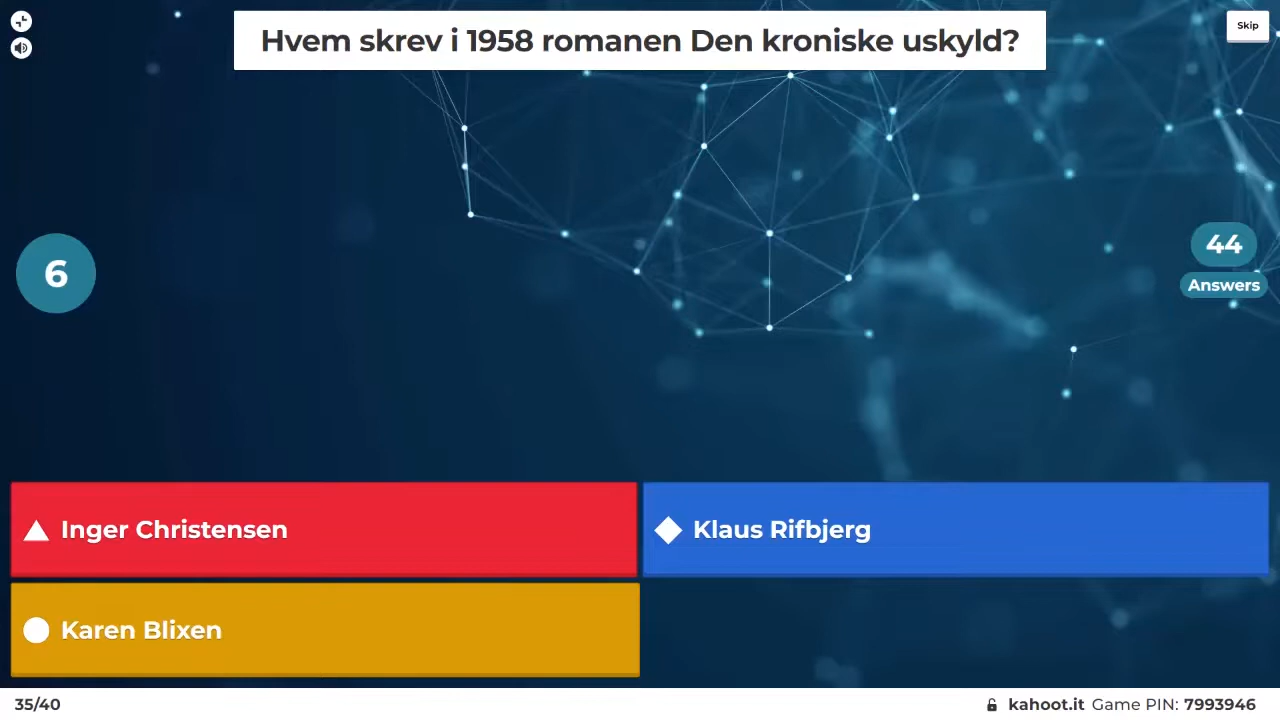 Hvem skrev i 1958 romanen Den kroniske uskyld?
Skip
6
44
Answers
Inger Christensen
Klaus Rifbjerg
Karen Blixen
35/40
kahoot.it Game PIN: 7993946